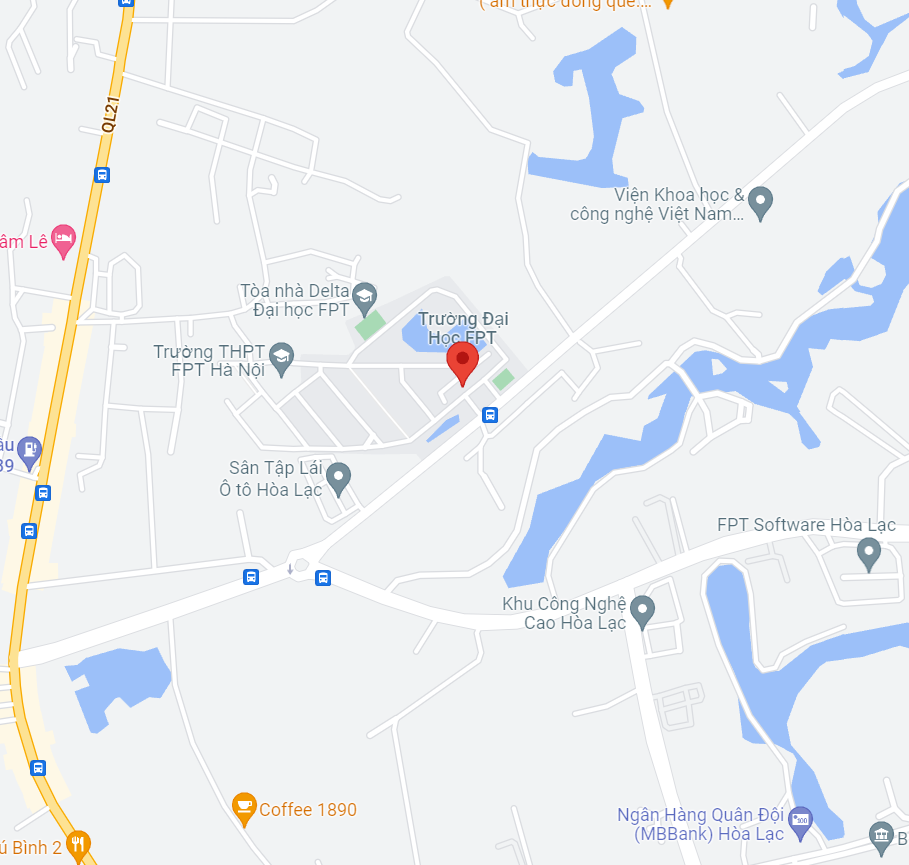 ( ẩm thực đồng quê....
QL21
Viện Khoa học &
công nghệ Việt Nam...
âm Lê
Tòa nhà Delta
Đại học FPT
Trường Đại
Học FPT
Trường THPT
FPT Hà Nội
39
Sân Tập Lái
Ô tô Hòa Lạc
FPT Software Hòa Lạc
Khu Công Nghệ
Cao Hòa Lạc
Coffee 1890
Ngân Hàng Quân Đội
(MBBank) Hòa Lạc
100
B
ú Bình 2